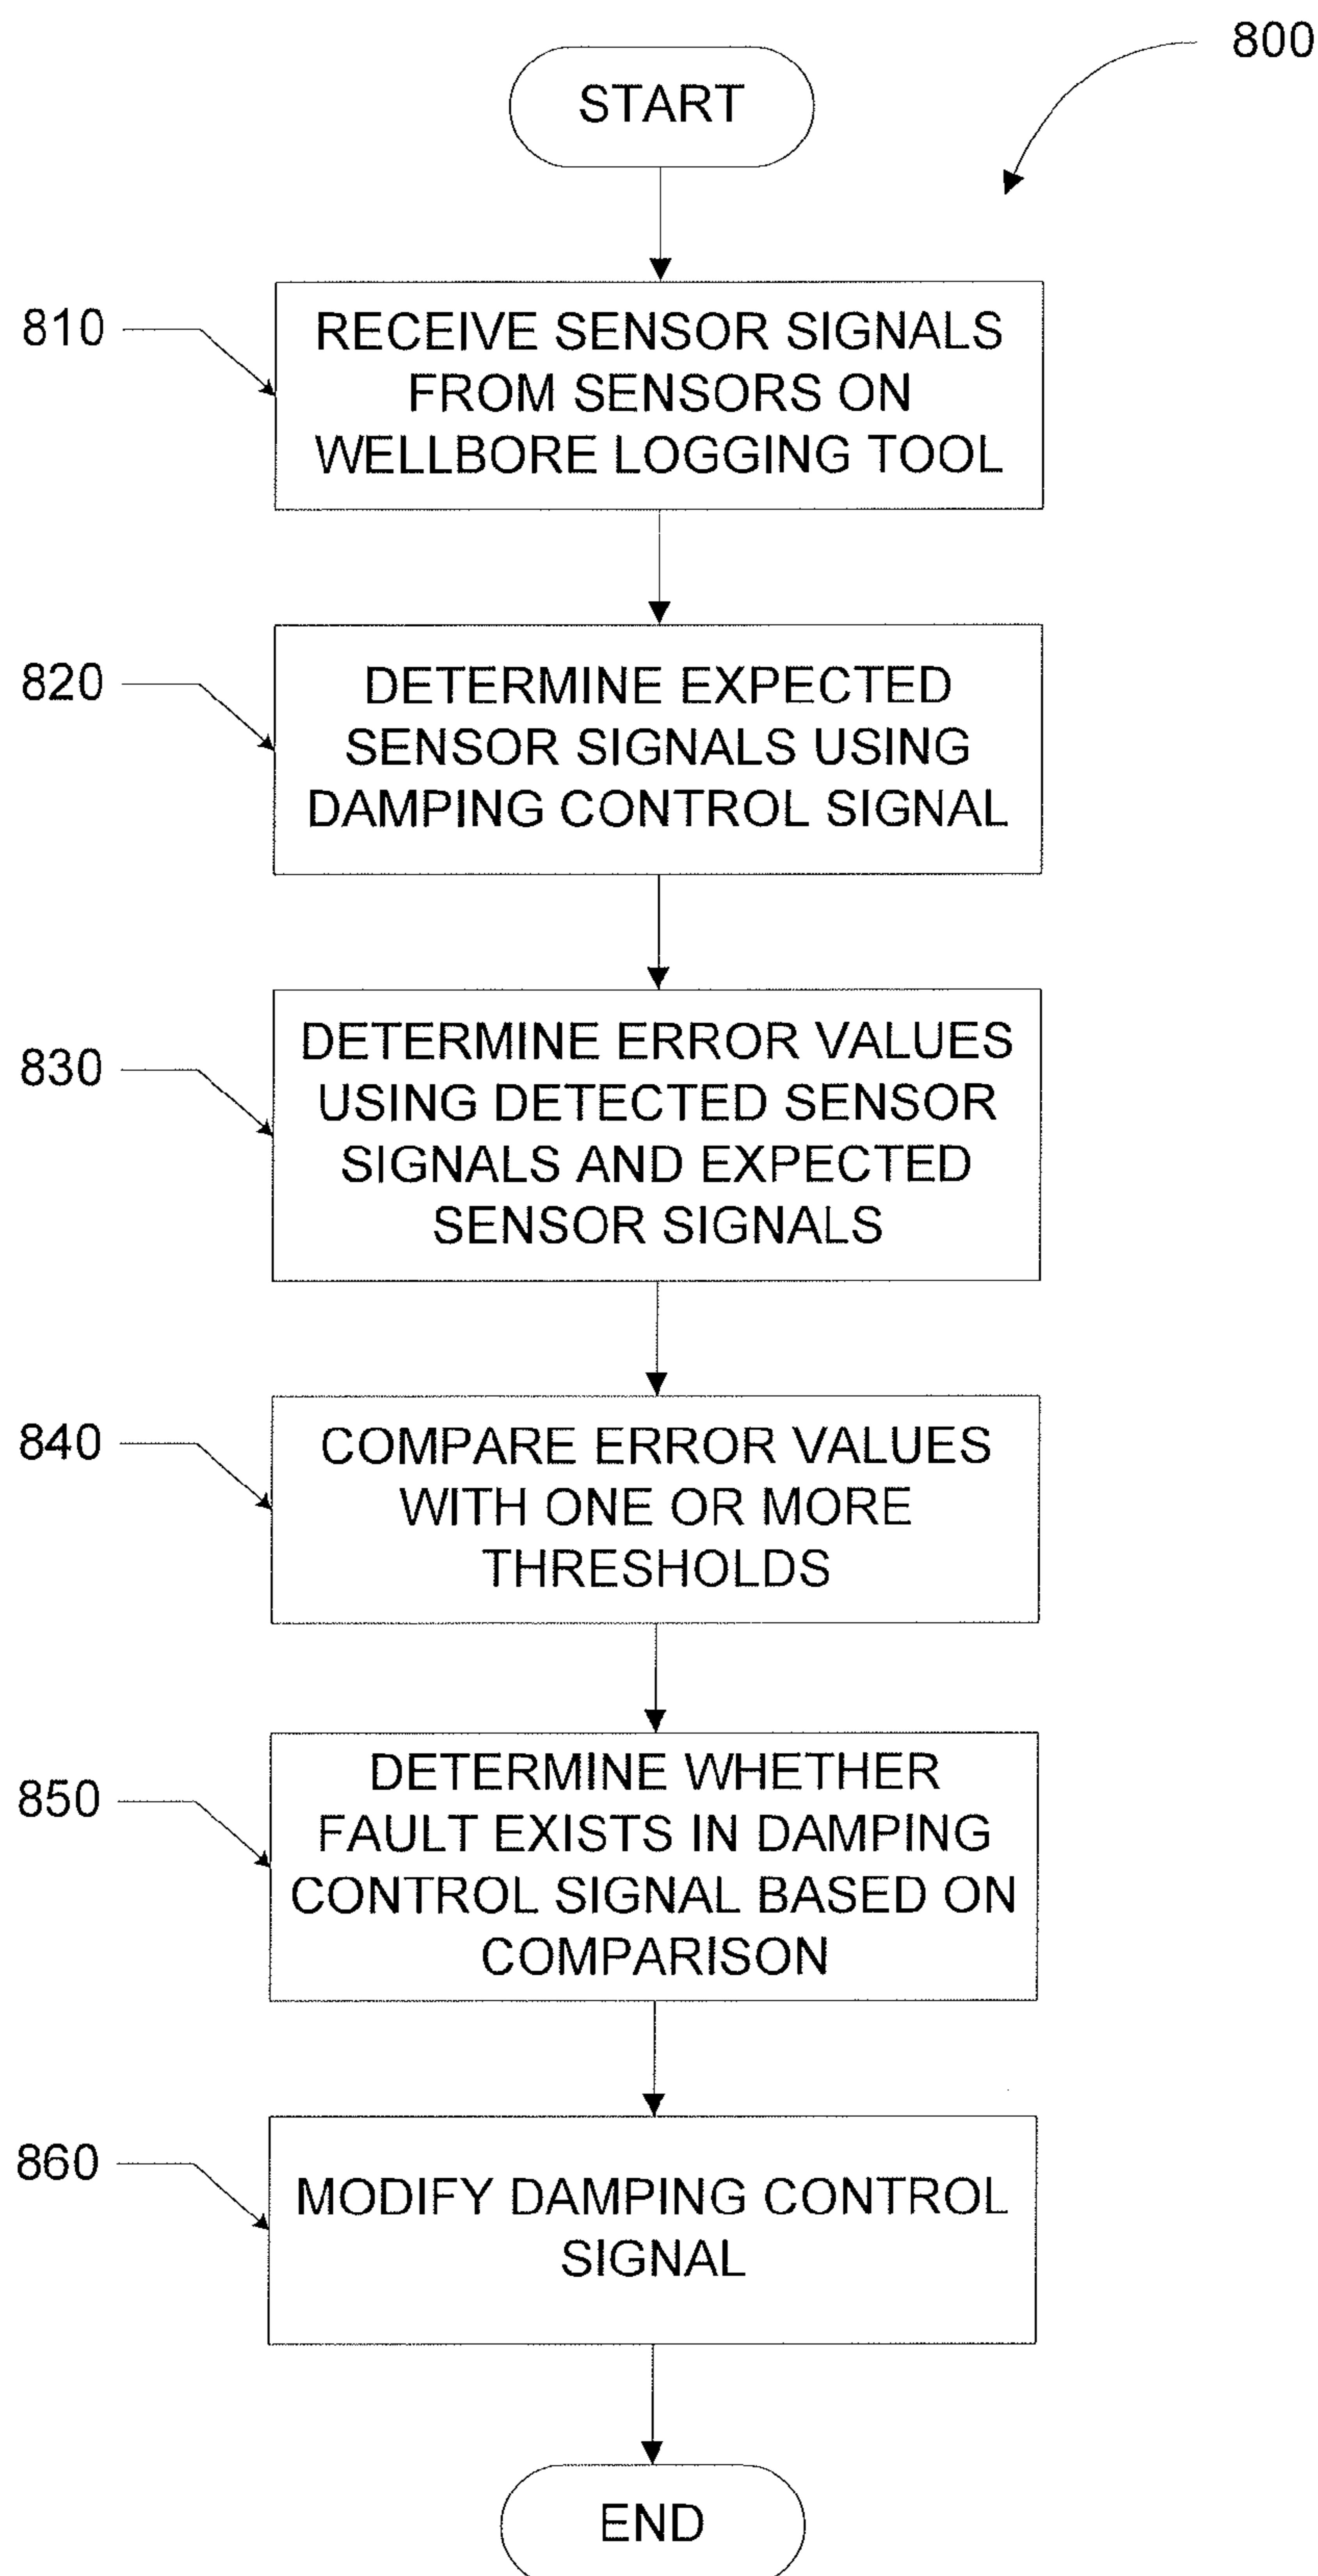 800
START
810
RECEIVE SENSOR SIGNALS
FROM SENSORS ON
WELLBORE LOGGING TOOL
820
DETERMINE EXPECTED
SENSOR SIGNALS USING
DAMPING CONTROL SIGNAL
830
DETERMINE ERROR VALUES
USING DETECTED SENSOR
SIGNALS AND EXPECTED
SENSOR SIGNALS
840
COMPARE ERROR VALUES
WITH ONE OR MORE
THRESHOLDS
850
DETERMINE WHETHER
FAULT EXISTS IN DAMPING
CONTROL SIGNAL BASED ON
COMPARISON
860
MODIFY DAMPING CONTROL
SIGNAL
END